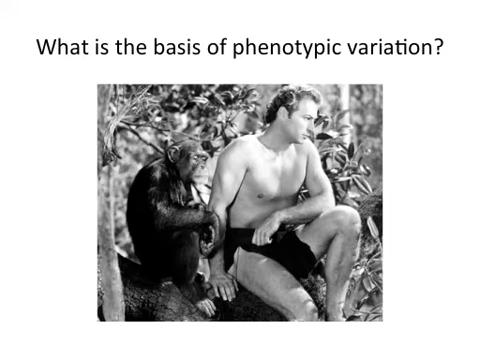 What is the basis of phenotypic variation?